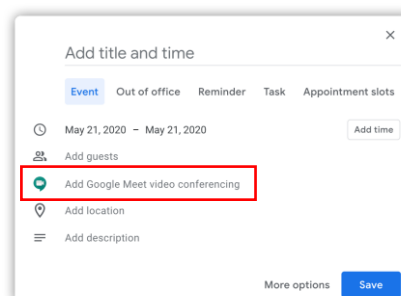 Add title and time
Event Out of office Reminder Task Appointment slots
May 21, 2020 – May 21, 2020 Add time
Add guests
Add Google Meet video conferencing
Add location
Add description
More options Save